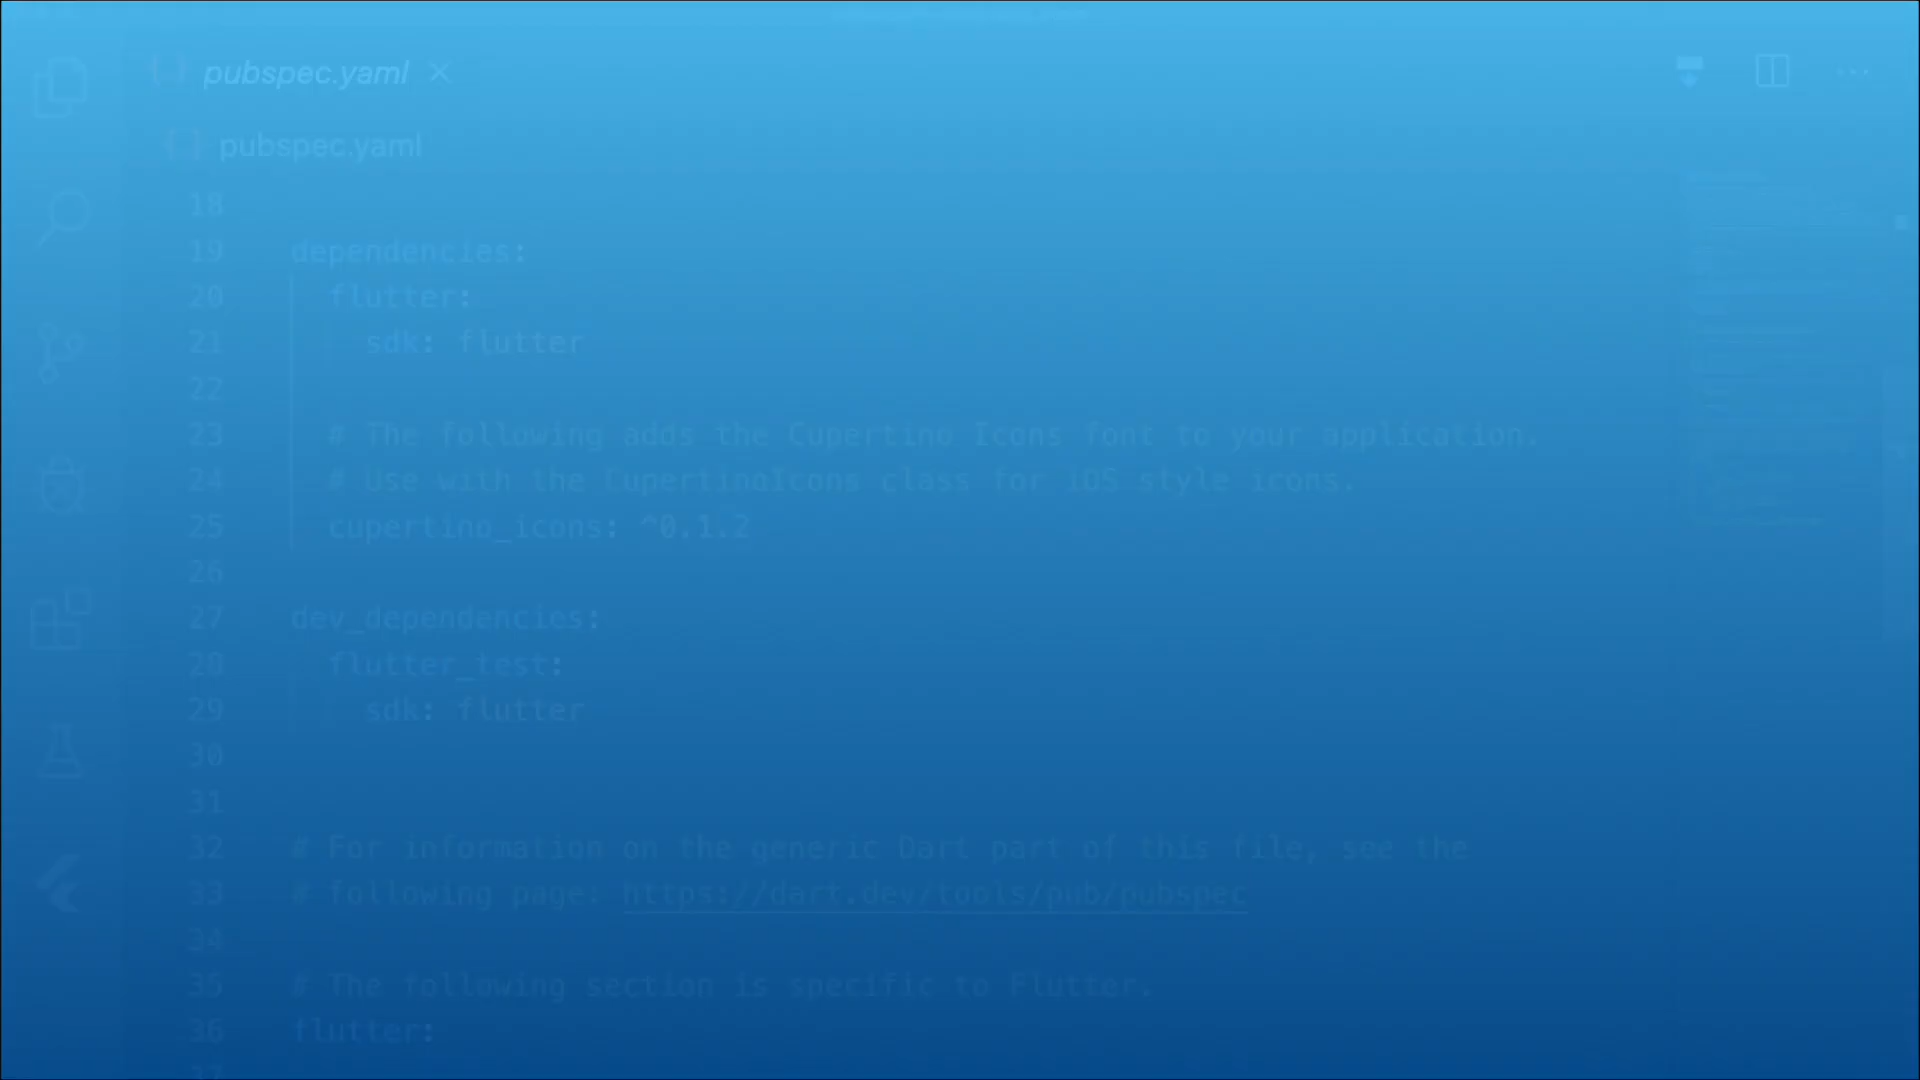 pubspec.yaml
pubspec.yaml
18
19 dependencies:
20 flutter:
21 sdk: flutter
22
23 # The following adds the Cupertino Icons font to your application.
24 # Use with the CupertinoIcons class for iOS style icons.
25 cupertino_icons: ^0.1.2
26
27 dev_dependencies:
28 flutter_test:
29 sdk: flutter
30
31
32 # For information on the generic Dart part of this file, see the
33 # following page: https://dart.dev/tools/pub/pubspec
34
35 # The following section is specific to Flutter.
36 flutter:
37